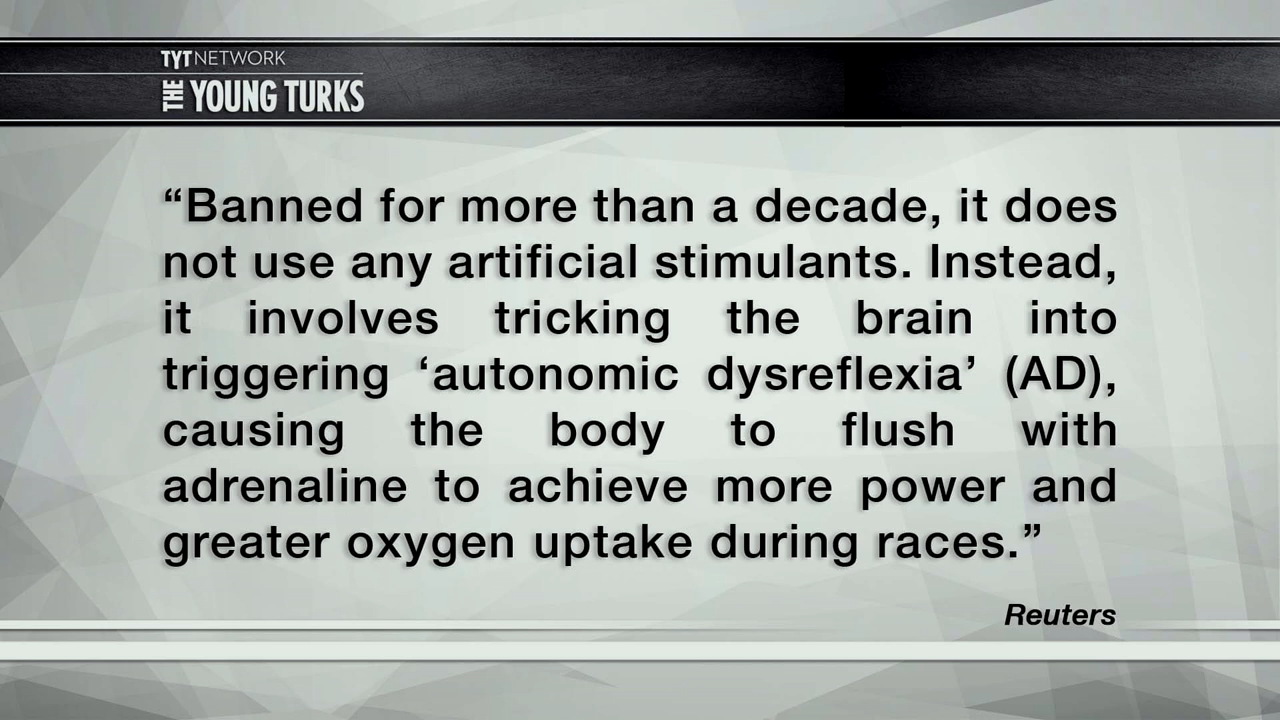 TYTNETWORK
THE YOUNG TURKS
“Banned for more than a decade, it does
not use any artificial stimulants. Instead,
it involves tricking the brain into
triggering ‘autonomic dysreflexia’ (AD),
causing the body to flush with
adrenaline to achieve more power and
greater oxygen uptake during races.”
Reuters